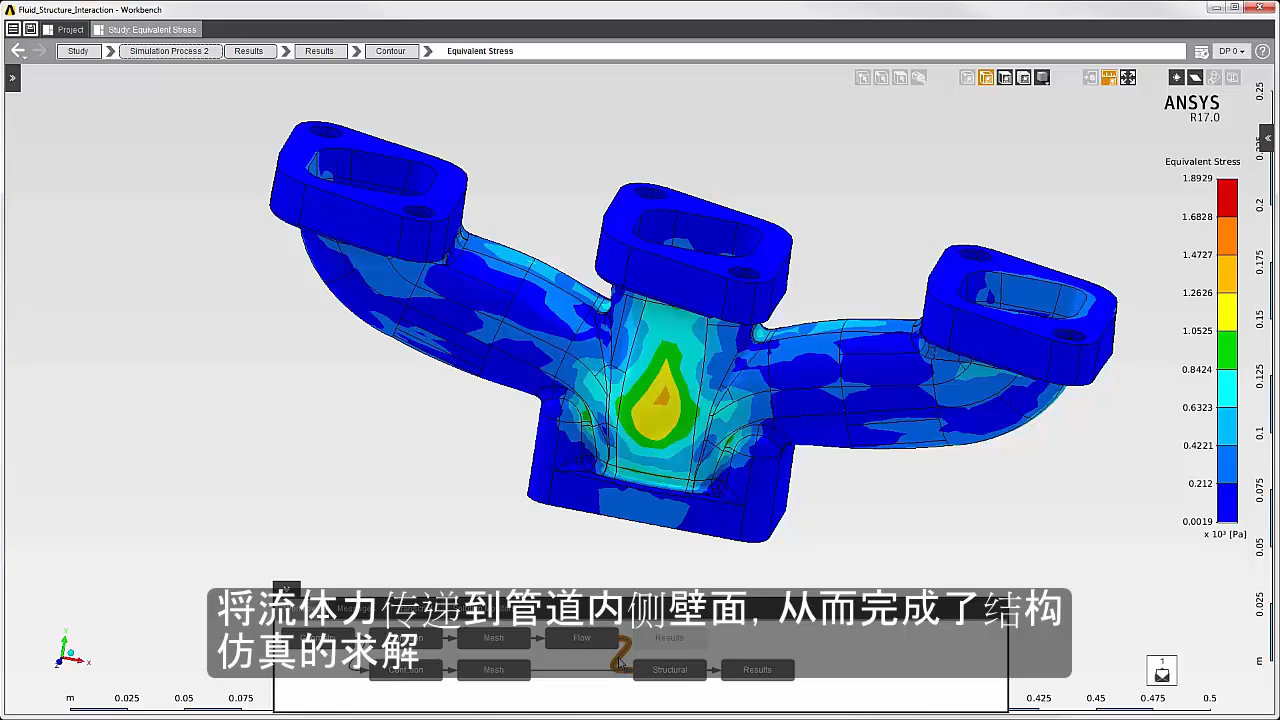 Fluid_Structure_Interaction - Workbench
Project
Study: Equivalent Stress
Study
Simulation Process 2
Results
Results
Contour
Equivalent Stress
DP 0
ANSYS
R17.0
Equivalent Stress
1.8929
1.6828
1.4727
1.2626
1.0525
0.8424
0.6323
0.4221
0.212
0.0019
x 10³ [Pa]
0.25
0.2
0.175
0.15
0.125
0.1
0.075
0.05
0.025
m
将流体力传递到管道内侧壁面, 从而完成了结构
仿真的求解
Mesh
Flow
Results
Mesh
Structural
Results
Y
X
Z
1
m
0.025
0.05
0.075
0.425
0.45
0.475
0.5